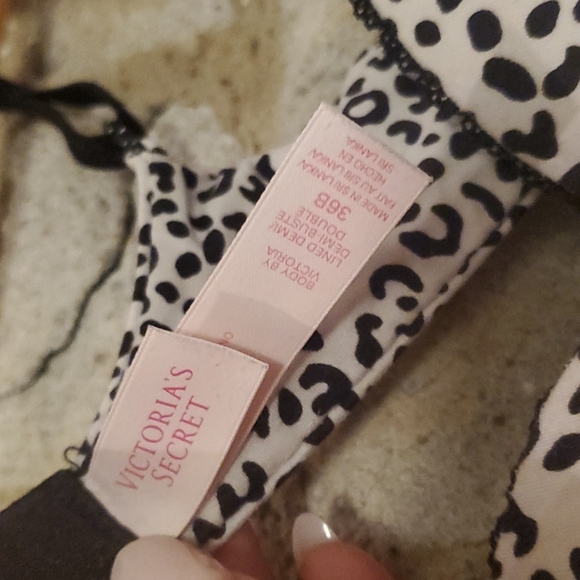 VICTORIA'S
SECRET
BODY BY
VICTORIA
LINED DEMI/
DEMI-BUSTE
DOUBLE
36B
MADE IN SRI LANKA/
FAIT AU SRI LANKA/
HECHO EN
SRI LANKA.